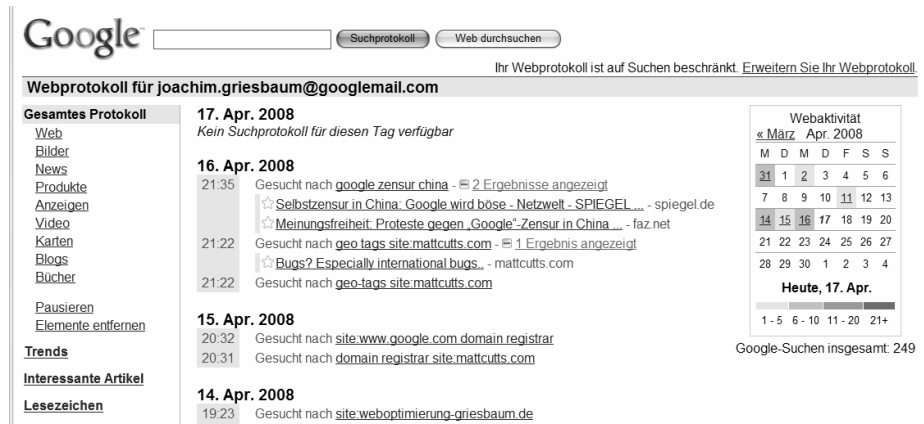 Google™ Suchprotokoll Web durchsuchen
Ihr Webprotokoll ist auf Suchen beschränkt. Erweitern Sie Ihr Webprotokoll.
Webprotokoll für joachim.griesbaum@googlemail.com
Gesamtes Protokoll
Web
Bilder
News
Produkte
Anzeigen
Video
Karten
Blogs
Bücher
Pausieren
Elemente entfernen
Trends
Interessante Artikel
Lesezeichen
17. Apr. 2008
Kein Suchprotokoll für diesen Tag verfügbar
16. Apr. 2008
21:35 Gesucht nach google zensur china - 2 Ergebnisse angezeigt
Selbstzensur in China: Google wird böse - Netzwelt - SPIEGEL ... - spiegel.de
Meinungsfreiheit: Proteste gegen „Google"-Zensur in China ... - faz.net
21:22 Gesucht nach geo tags site:mattcutts.com - 1 Ergebnis angezeigt
Bugs? Especially international bugs.. - mattcutts.com
21:22 Gesucht nach geo-tags site:mattcutts.com
15. Apr. 2008
20:32 Gesucht nach site:www.google.com domain registrar
20:31 Gesucht nach domain registrar site:mattcutts.com
14. Apr. 2008
19:23 Gesucht nach site:weboptimierung-griesbaum.de
Webaktivität
« März Apr. 2008
M D M D F S S
31 1 2 3 4 5 6
7 8 9 10 11 12 13
14 15 16 17 18 19 20
21 22 23 24 25 26 27
28 29 30 1 2 3 4
Heute, 17. Apr.
1 - 5 6 - 10 11 - 20 21+
Google-Suchen insgesamt: 249